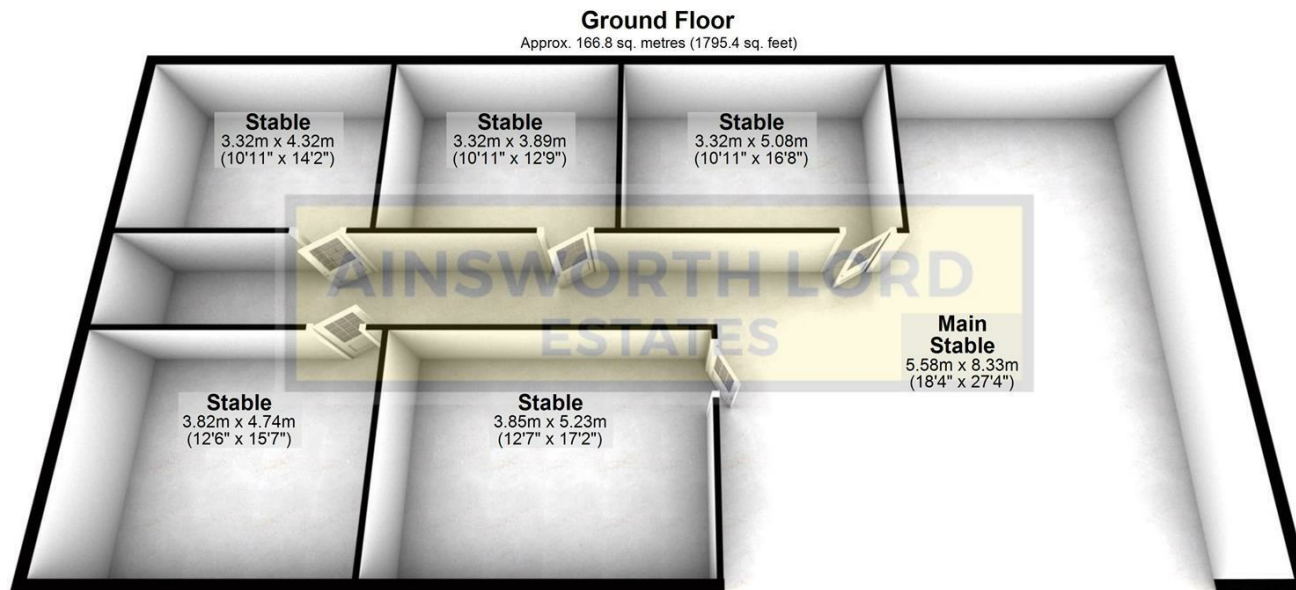 Ground Floor
Approx. 166.8 sq. metres (1795.4 sq. feet)
Stable
3.32m x 4.32m
(10'11" x 14'2")
Stable
3.32m x 3.89m
(10'11" x 12'9")
Stable
3.32m x 5.08m
(10'11" x 16'8")
AINSWORTH LORD
ESTATES
Main
Stable
5.58m x 8.33m
(18'4" x 27'4")
Stable
3.82m x 4.74m
(12'6" x 15'7")
Stable
3.85m x 5.23m
(12'7" x 17'2")